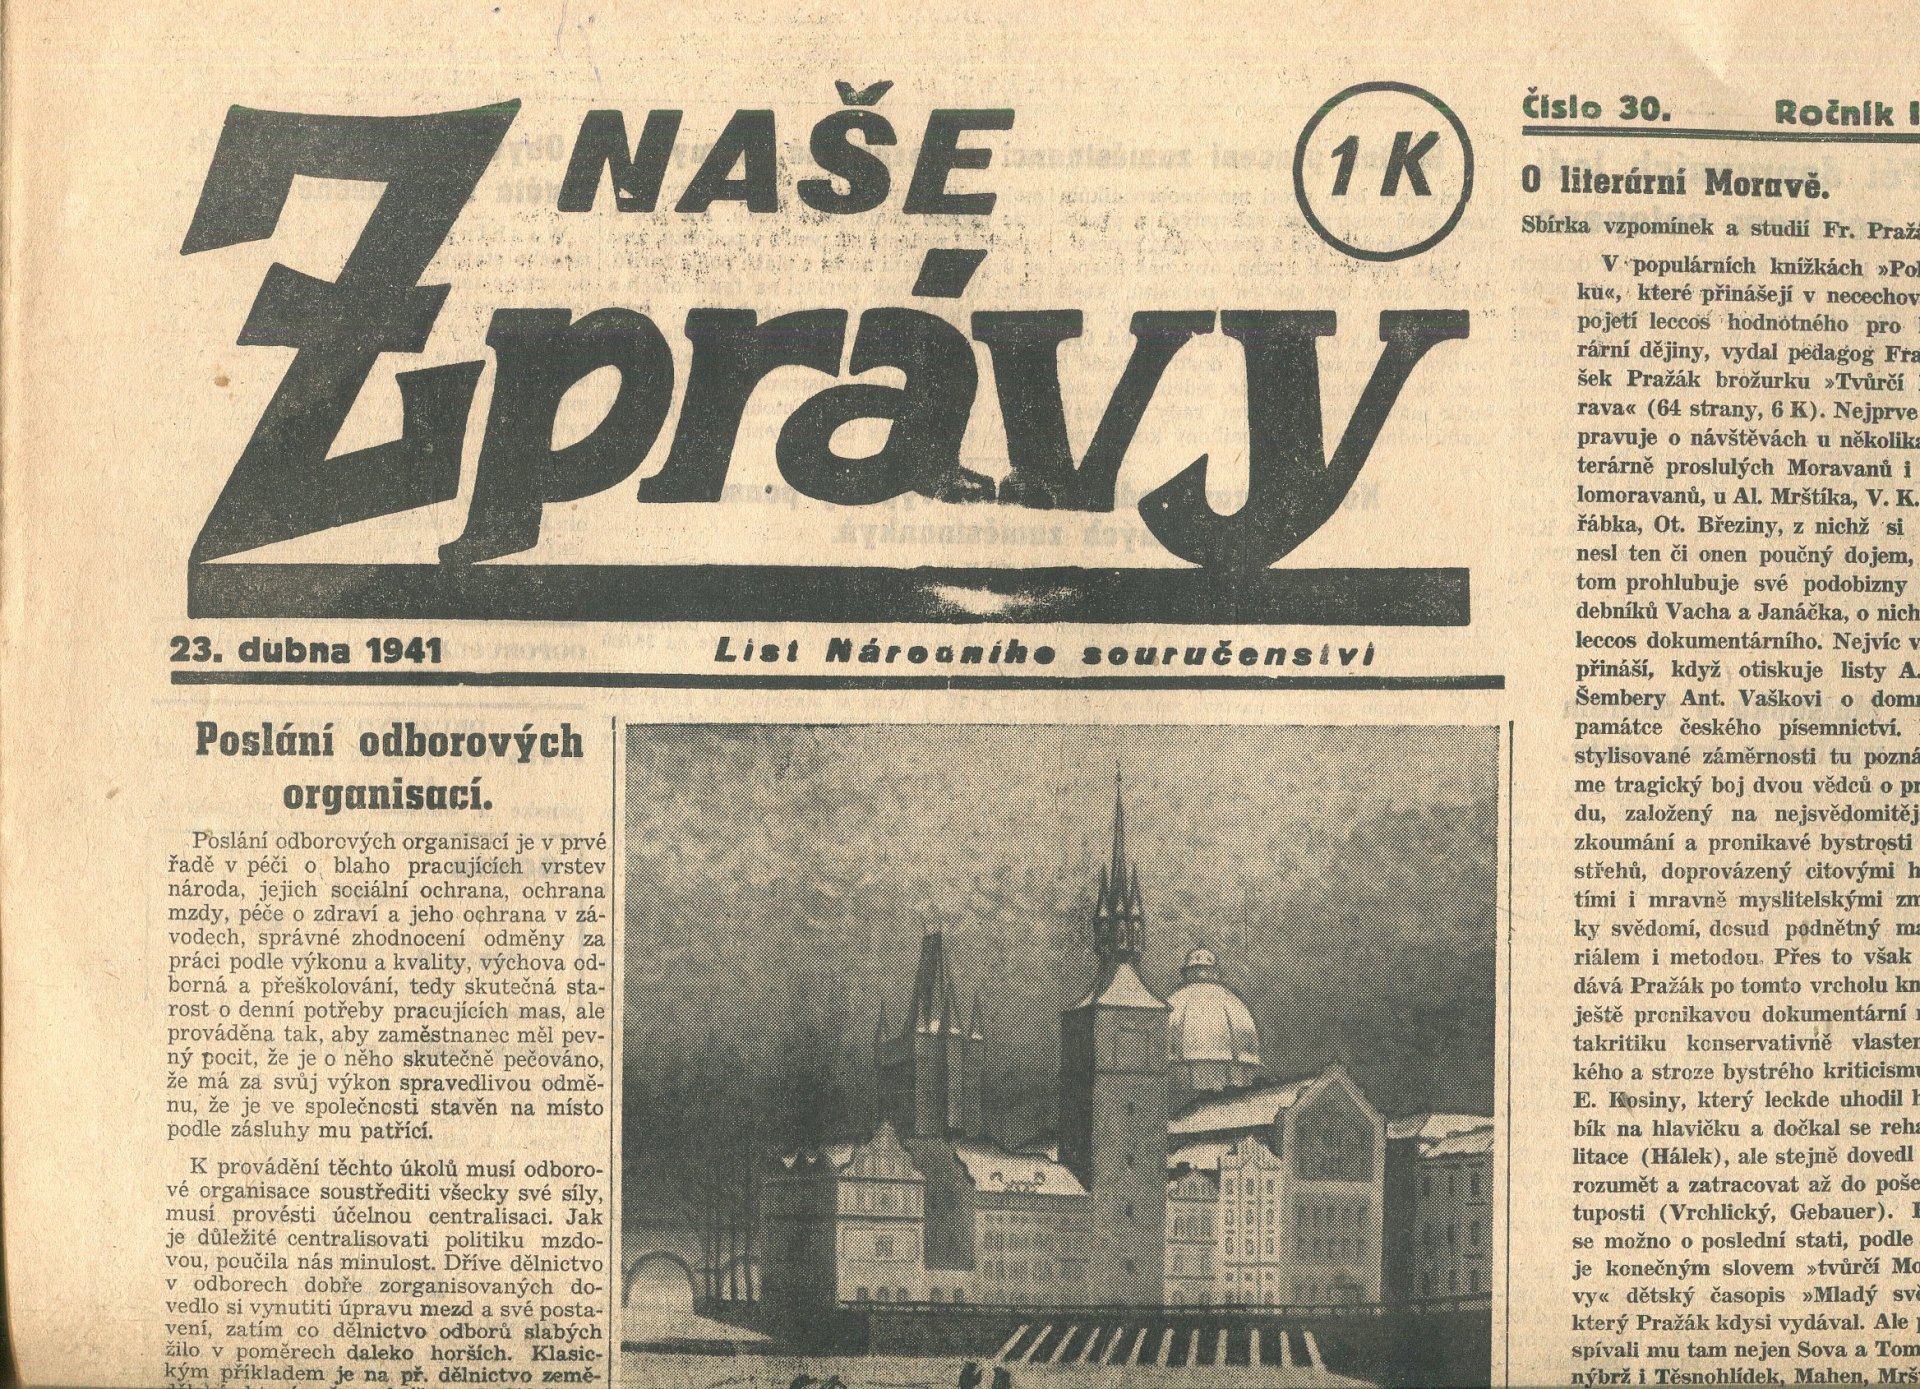 NAŠE
Zprávy
1 K
23. dubna 1941
List Národního souručenství
Číslo 30.
Ročník
Poslání odborových
organisací.
Poslání odborových organisací je v prvé
řadě v péči o blaho pracujících vrstev
národa, jejich sociální ochrana, ochrana
mzdy, péče o zdraví a jeho ochrana v zá-
vodech, správné zhodnocení odměny za
práci podle výkonu a kvality, výchova od-
borná a přeškolování, tedy skutečná sta-
rost o denní potřeby pracujících mas, ale
prováděna tak, aby zaměstnanec měl pev-
ný pocit, že je o něho skutečně pečováno,
že má za svůj výkon spravedlivou odmě-
nu, že je ve společnosti stavěn na místo
podle zásluhy mu patřící.
K provádění těchto úkolů musí odboro-
vé organisace soustřediti všecky své síly,
musí provésti účelnou centralisaci. Jak
je důležité centralisovati politiku mzdo-
vou, poučila nás minulost. Dříve dělnictvo
v odborech dobře zorganisovaných do-
vedlo si vynutiti úpravu mezd a své posta-
vení, zatím co dělnictvo odborů slabých
žilo v poměrech daleko horších. Klasic-
kým příkladem je na př. dělnictvo země-
O literární Moravě.
Sbírka vzpomínek a studií Fr. Pražá
V populárních knížkách »Pol
ku«, které přinášejí v necechov
pojetí leccos hodnotného pro
rární dějiny, vydal pedagog Fra
šek Pražák brožurku »Tvůrčí
rava« (64 strany, 6 K). Nejprve
pravuje o návštěvách u několika
terárně proslulých Moravanů i
lomoravanů, u Al. Mrštíka, V. K.
řábka, Ot. Březiny, z nichž si
nesl ten či onen poučný dojem,
tom prohlubuje své podobizny
debníků Vacha a Janáčka, o nich
leccos dokumentárního. Nejvíc v
přináší, když otiskuje listy A.
Šembery Ant. Vaškovi o domn
památce českého písemnictví.
stylisované záměrnosti tu pozná
me tragický boj dvou vědců o pr
du, založený na nejsvědomitěj
zkoumání a pronikavé bystrosti
střehů, doprovázený citovými h
tími i mravně myslitelskými zm
ky svědomí, dosud podnětný ma
riálem i metodou. Přes to však
dává Pražák po tomto vrcholu kn
ještě pronikavou dokumentární
takritiku konservativně vlasten
kého a stroze bystrého kriticismu
E. Kosiny, který leckde uhodil h
bík na hlavičku a dočkal se reha
litace (Hálek), ale stejně dovedl
rozumět a zatracovat až do poše
tuposti (Vrchlický, Gebauer).
se možno o poslední stati, podle
je konečným slovem »tvůrčí Mo
vy« dětský časopis »Mladý svě
který Pražák kdysi vydával. Ale p
spívali mu tam nejen Sova a Tom
nýbrž i Těsnohlídek, Mahen, Mrš